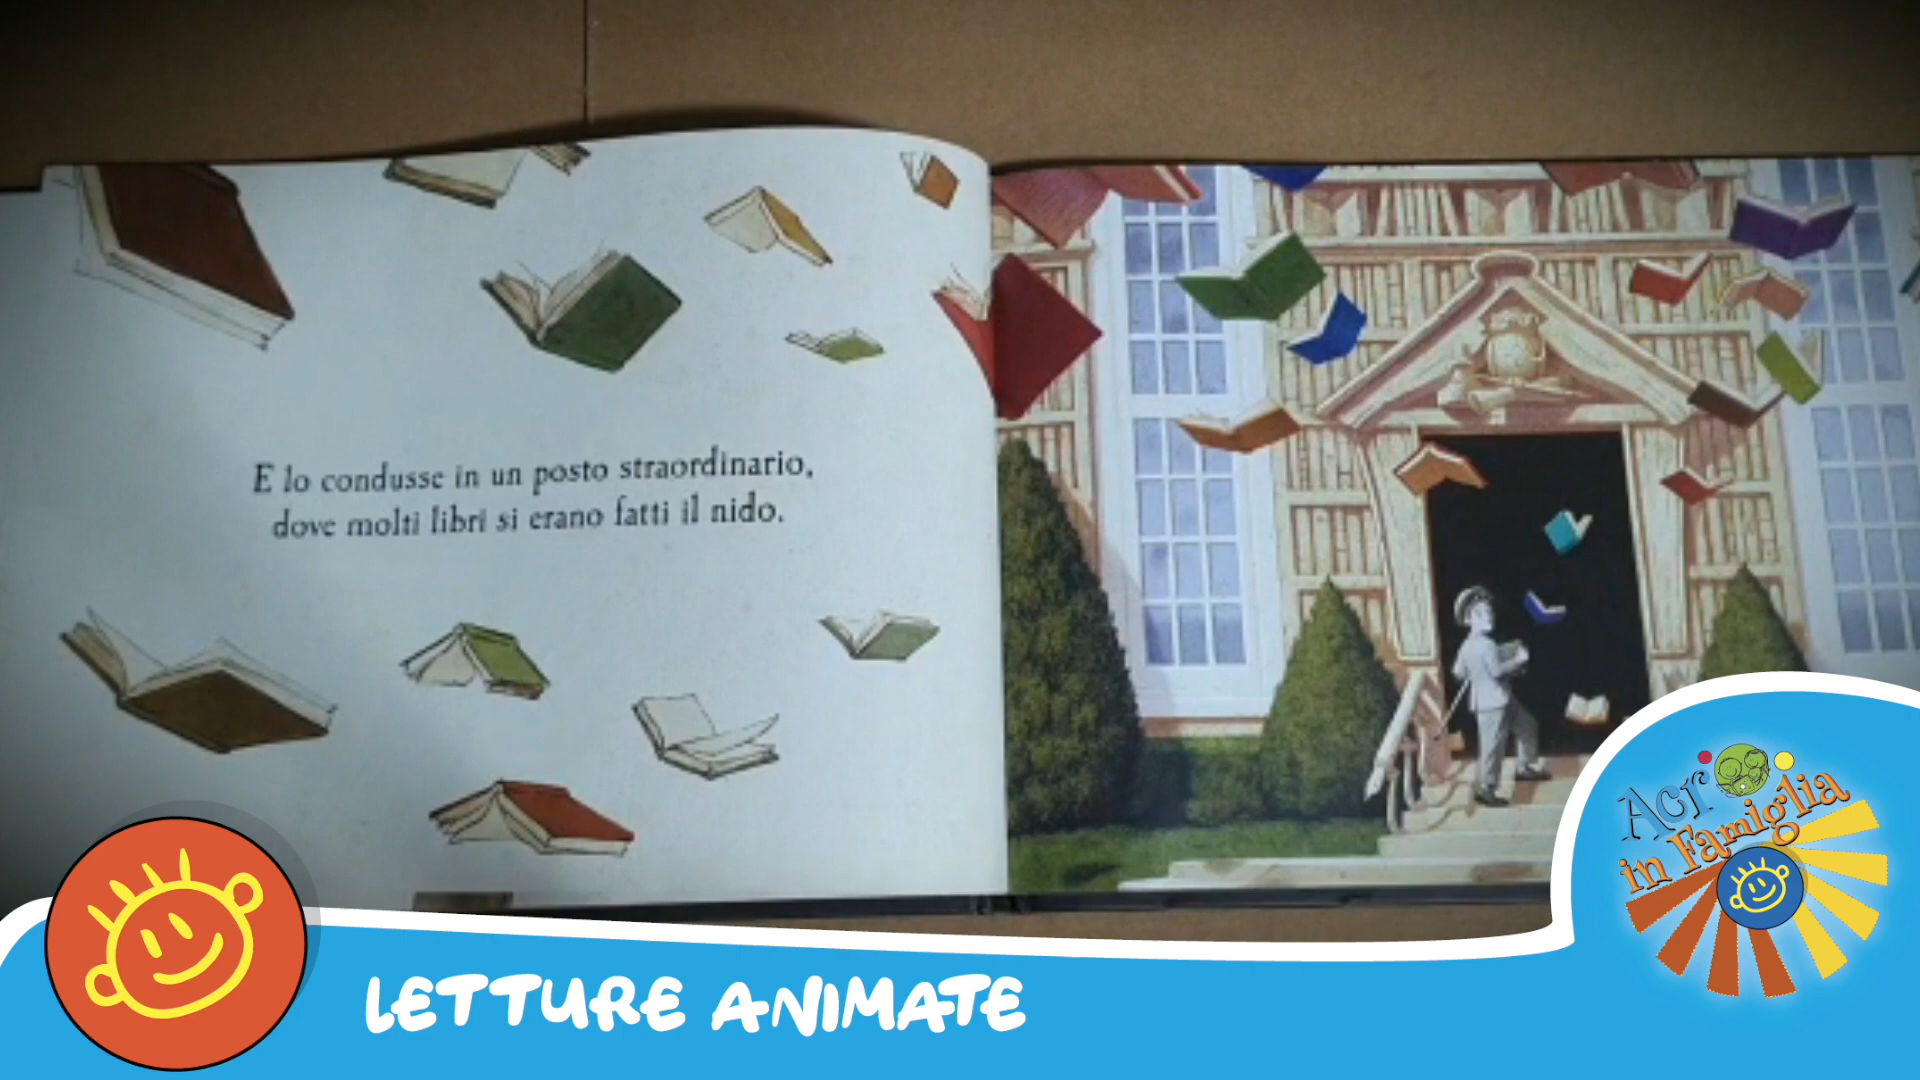 E lo condusse in un posto straordinario,
dove molti libri si erano fatti il nido.
LETTURE ANIMATE
Acr
in Famiglia